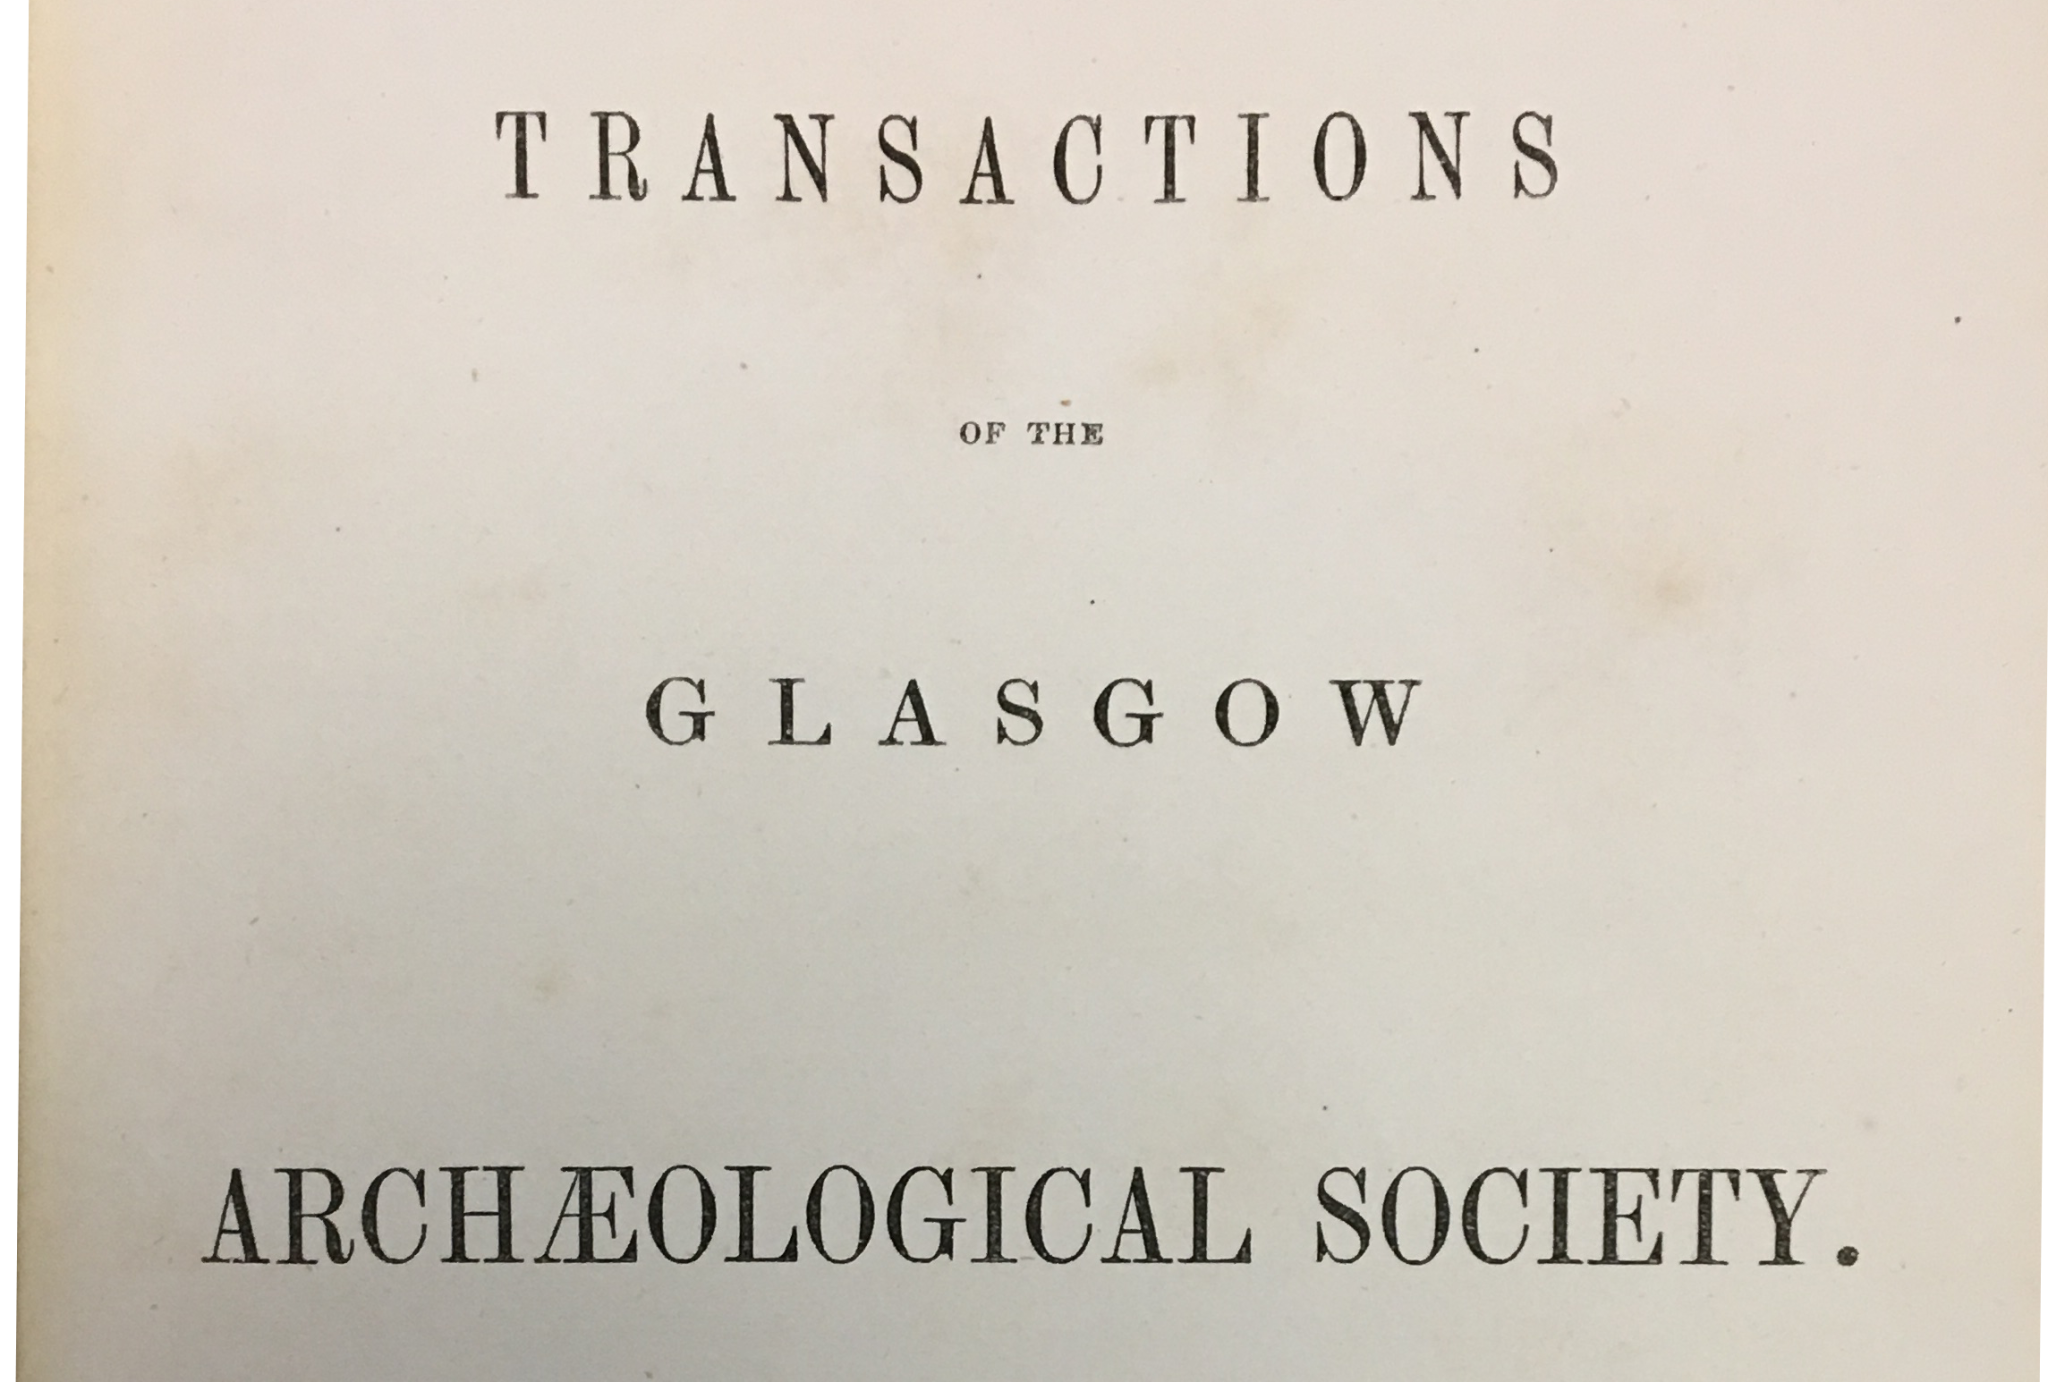 TRANSACTIONS
OF THE
GLASGOW
ARCHÆOLOGICAL SOCIETY.